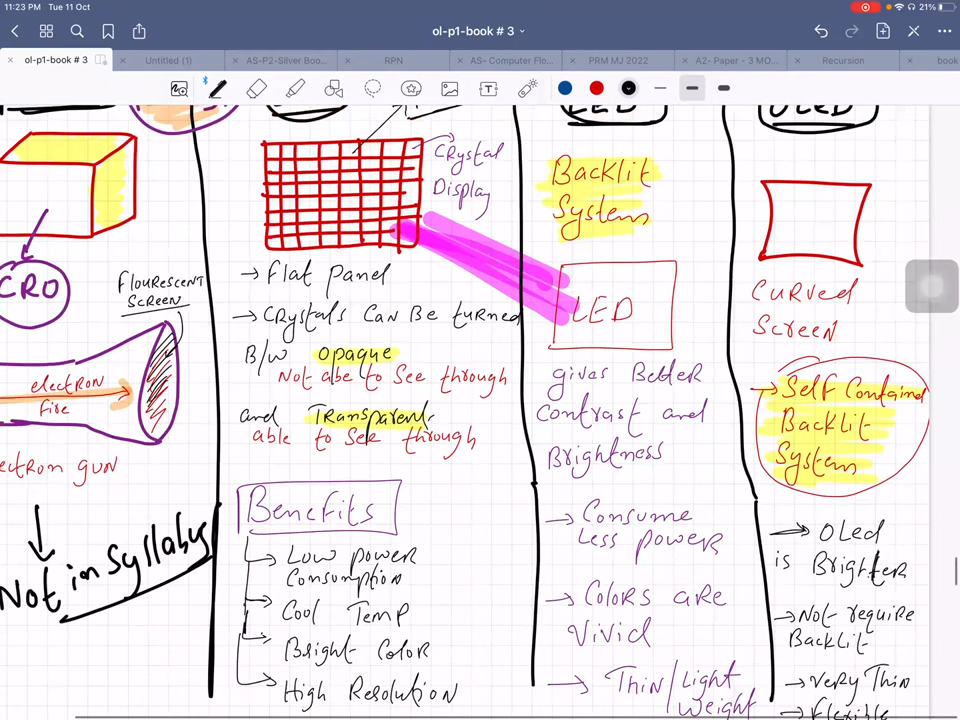 11:23 PM Tue 11 Oct
21%
ol-p1-book # 3
ol-p1-book # 3
Untitled (1)
AS-P2-Silver Boo...
RPN
AS- Computer Flo...
PRM MJ 2022
A2- Paper - 3 MO...
Recursion
book
CRO
Flourescent
Screen
electron
fire
electron gun
Not in Syllabus
Crystal
Display
→ Flat Panel
→ Crystals can be turned
B/w opaque
Not abe to See through
and Transparent
able to See through
Benefits
Low power
Consumption
Cool Temp
Bright Color
High Resolution
Backlit
System
LED
gives Better
contrast and
Brightness
→ Consume
less power
→ Colors are
vivid
→ Thin/Light
weight
OLED
Curved
Screen
→ Self Contained
Backlit
System
→ OLed
is Brighter
→ Not require
Backlit
→ very Thin
→ flexible